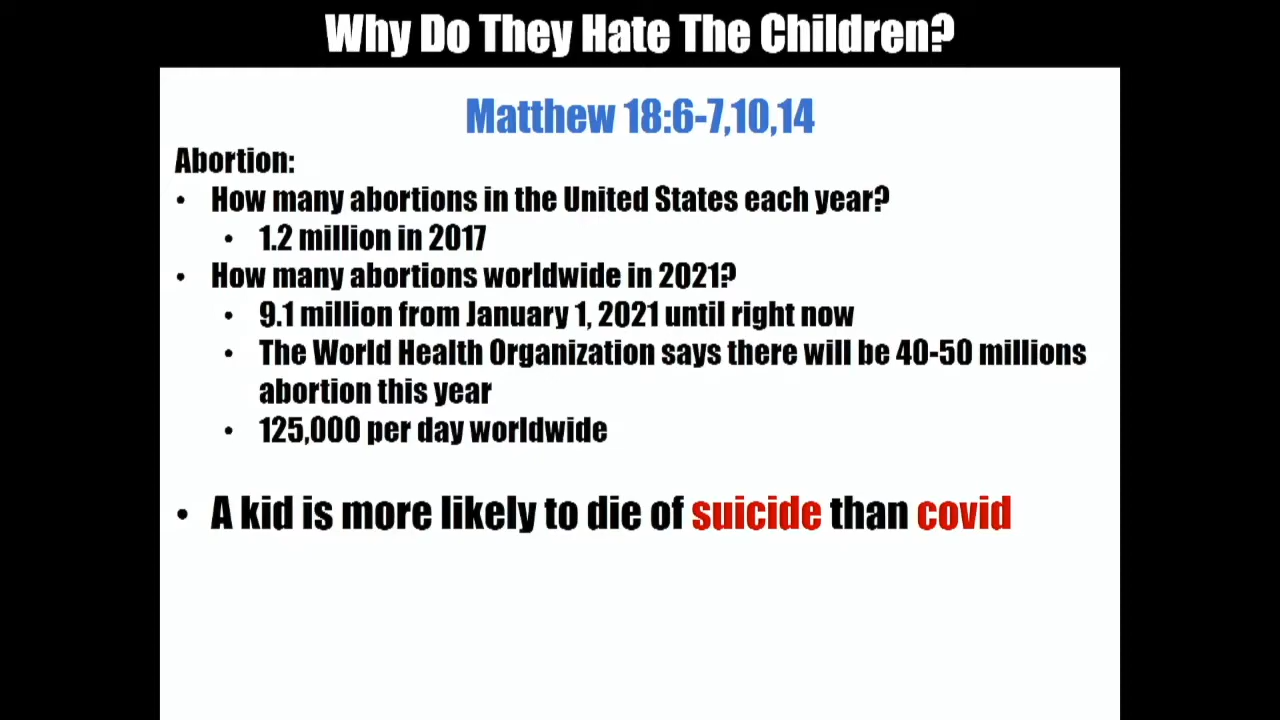 Why Do They Hate The Children?
Matthew 18:6-7,10,14
Abortion:
• How many abortions in the United States each year?
• 1.2 million in 2017
• How many abortions worldwide in 2021?
• 9.1 million from January 1, 2021 until right now
• The World Health Organization says there will be 40-50 millions
abortion this year
• 125,000 per day worldwide
• A kid is more likely to die of suicide than covid